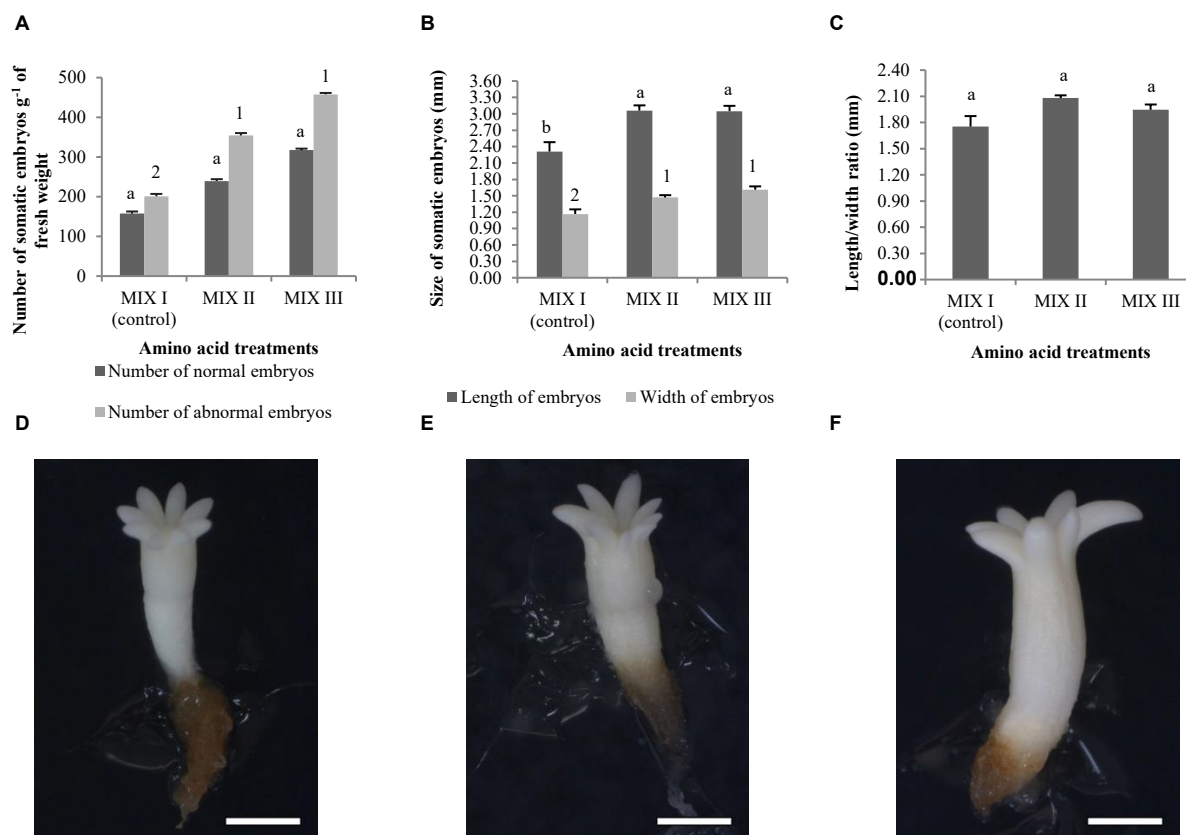 A
Number of somatic embryos g-1 of
fresh weight
500
400
300
200
100
0
a
2
a
1
a
1
MIX I
(control)
MIX II
MIX III
Amino acid treatments
Number of normal embryos
Number of abnormal embryos
B
Size of somatic embryos (mm)
3.60
3.30
3.00
2.70
2.40
2.10
1.80
1.50
1.20
0.90
0.60
0.30
0.00
b
2
a
1
a
1
MIX I
(control)
MIX II
MIX III
Amino acid treatments
Length of embryos
Width of embryos
C
Length/width ratio (mm)
2.40
2.10
1.80
1.50
1.20
0.90
0.60
0.30
0.00
a
a
a
MIX I
(control)
MIX II
MIX III
Amino acid treatments
D
E
F